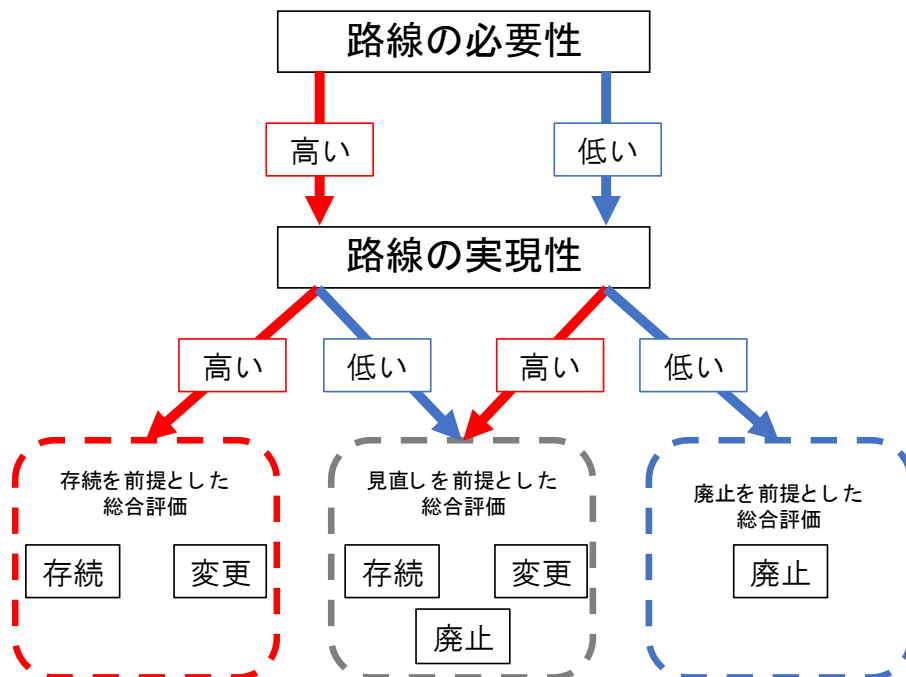 路線の必要性
高い
低い
路線の実現性
高い
低い
高い
低い
存続を前提とした
総合評価
存続
変更
見直しを前提とした
総合評価
存続
変更
廃止
廃止を前提とした
総合評価
廃止